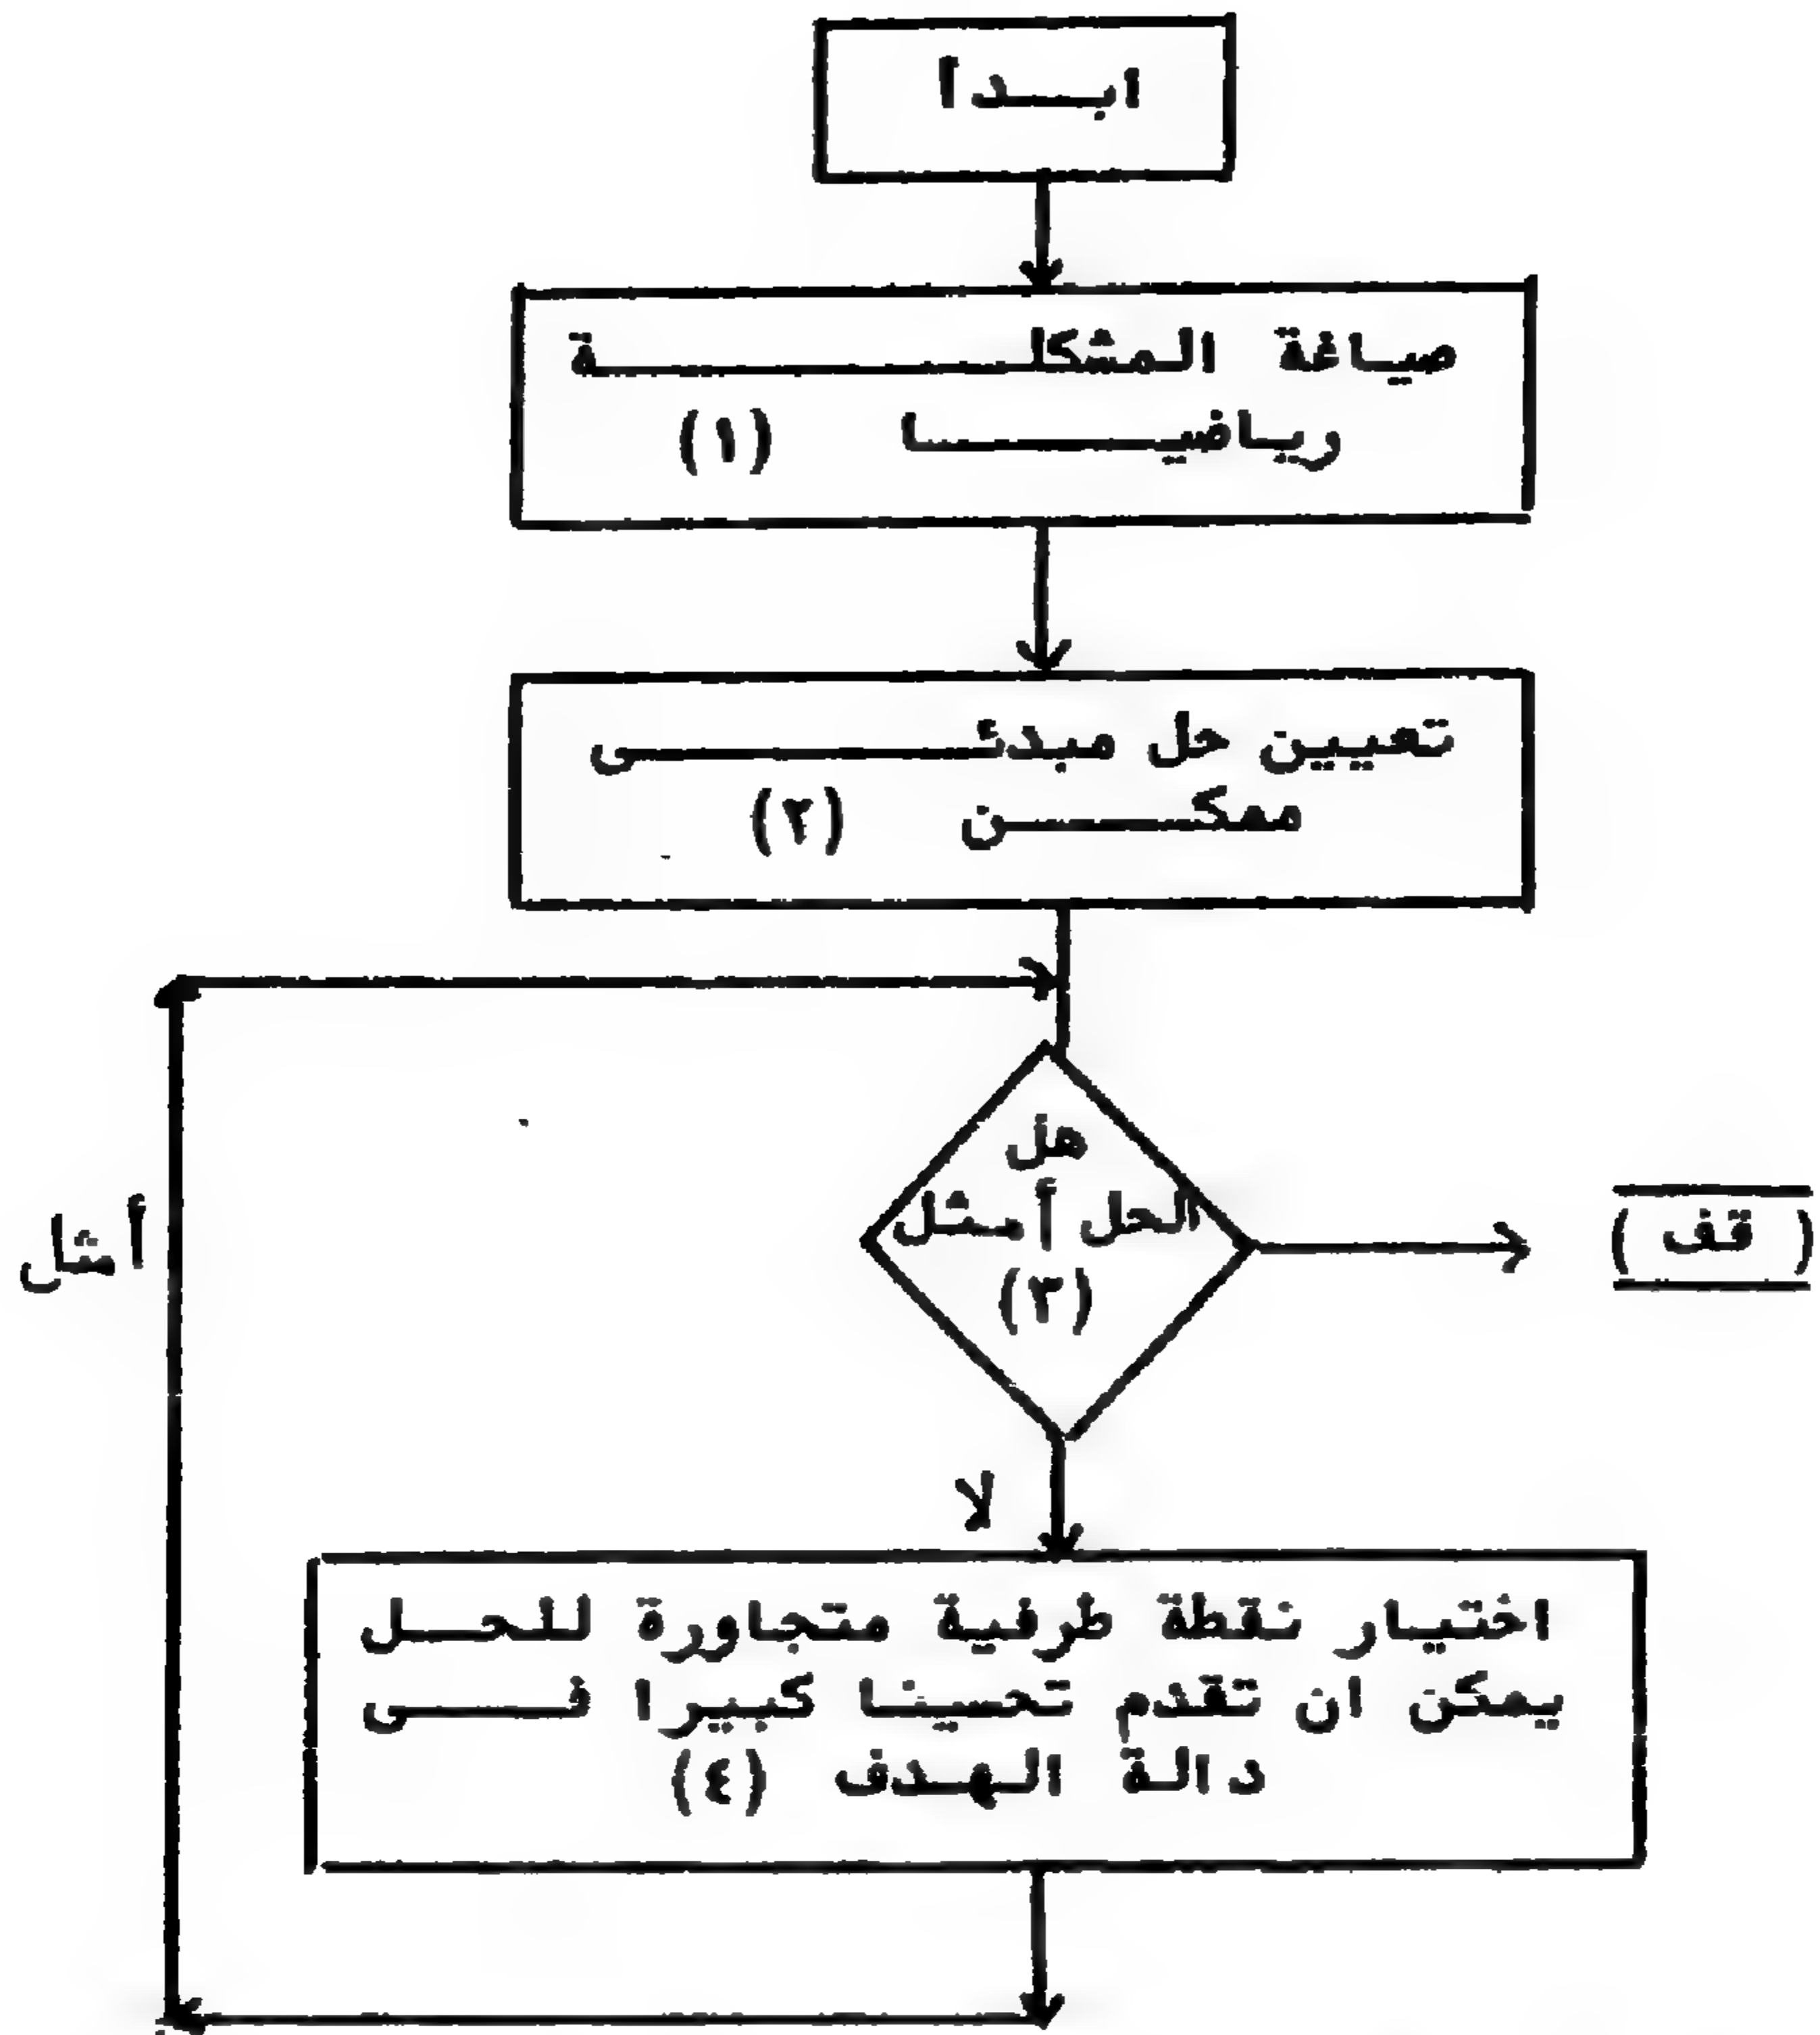 ابدأ
صياغة المشكلة
رياضيا (١)
تعيين حل مبدئى
ممكن (٢)
هل
الحل أمثل
(٣)
(قف)
أمثل
لا
اختيار نقطة طرفية متجاورة للحل
يمكن ان تقدم تحسينا كبيرا فى
دالة الهدف (٤)